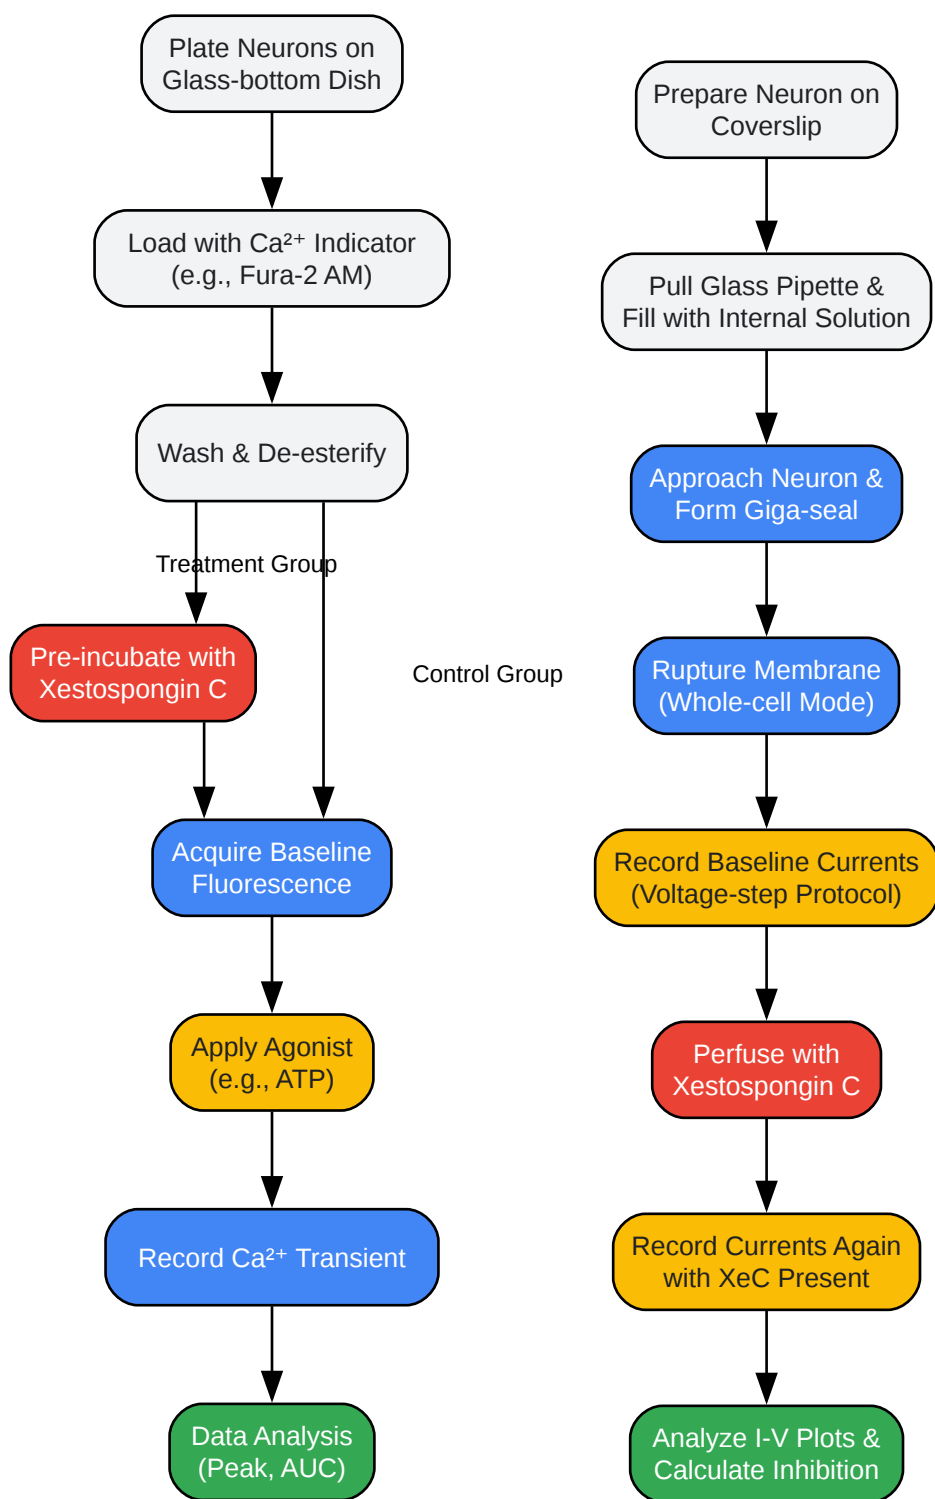 Plate Neurons on
Glass-bottom Dish
Load with Ca²⁺ Indicator
(e.g., Fura-2 AM)
Wash & De-esterify
Treatment Group
Pre-incubate with
Xestospongin C
Control Group
Acquire Baseline
Fluorescence
Apply Agonist
(e.g., ATP)
Record Ca²⁺ Transient
Data Analysis
(Peak, AUC)
Prepare Neuron on
Coverslip
Pull Glass Pipette &
Fill with Internal Solution
Approach Neuron &
Form Giga-seal
Rupture Membrane
(Whole-cell Mode)
Record Baseline Currents
(Voltage-step Protocol)
Perfuse with
Xestospongin C
Record Currents Again
with XeC Present
Analyze I-V Plots &
Calculate Inhibition